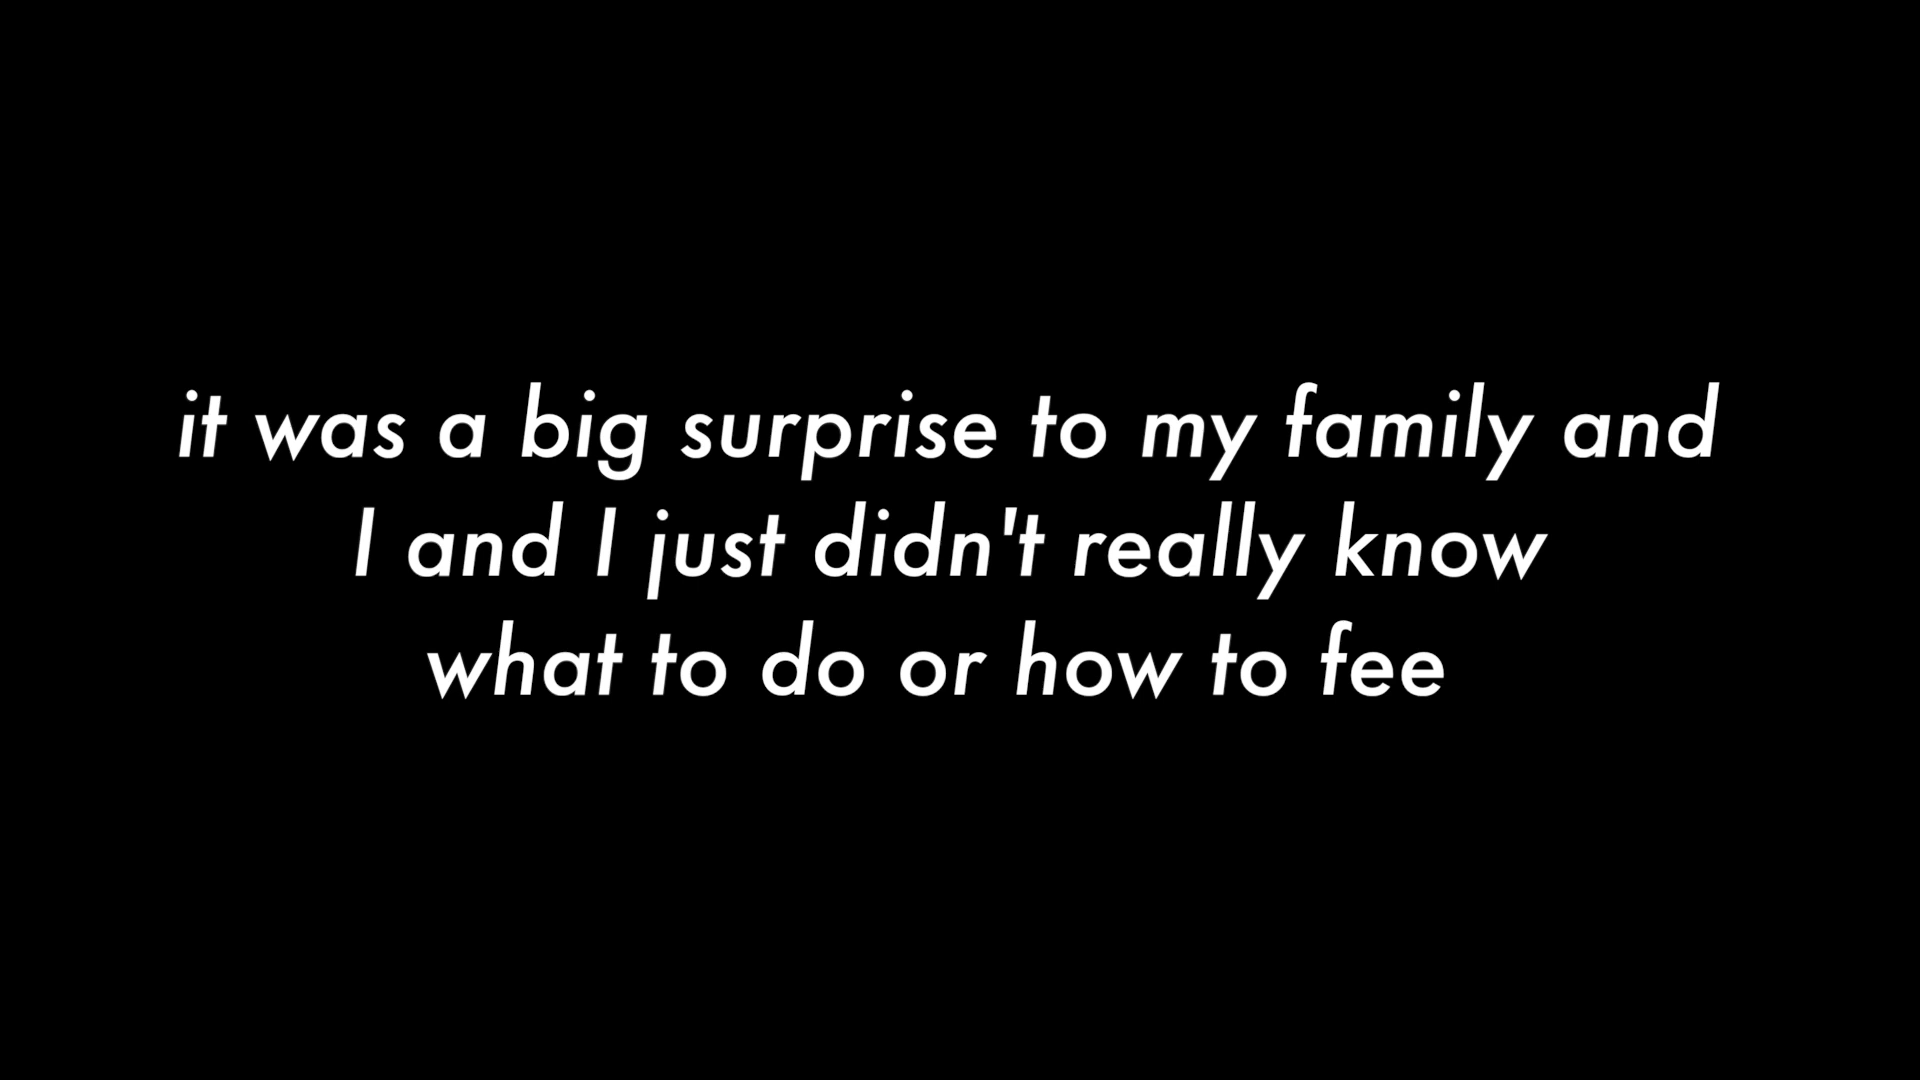 it was a big surprise to my family and
I and I just didn't really know
what to do or how to fee